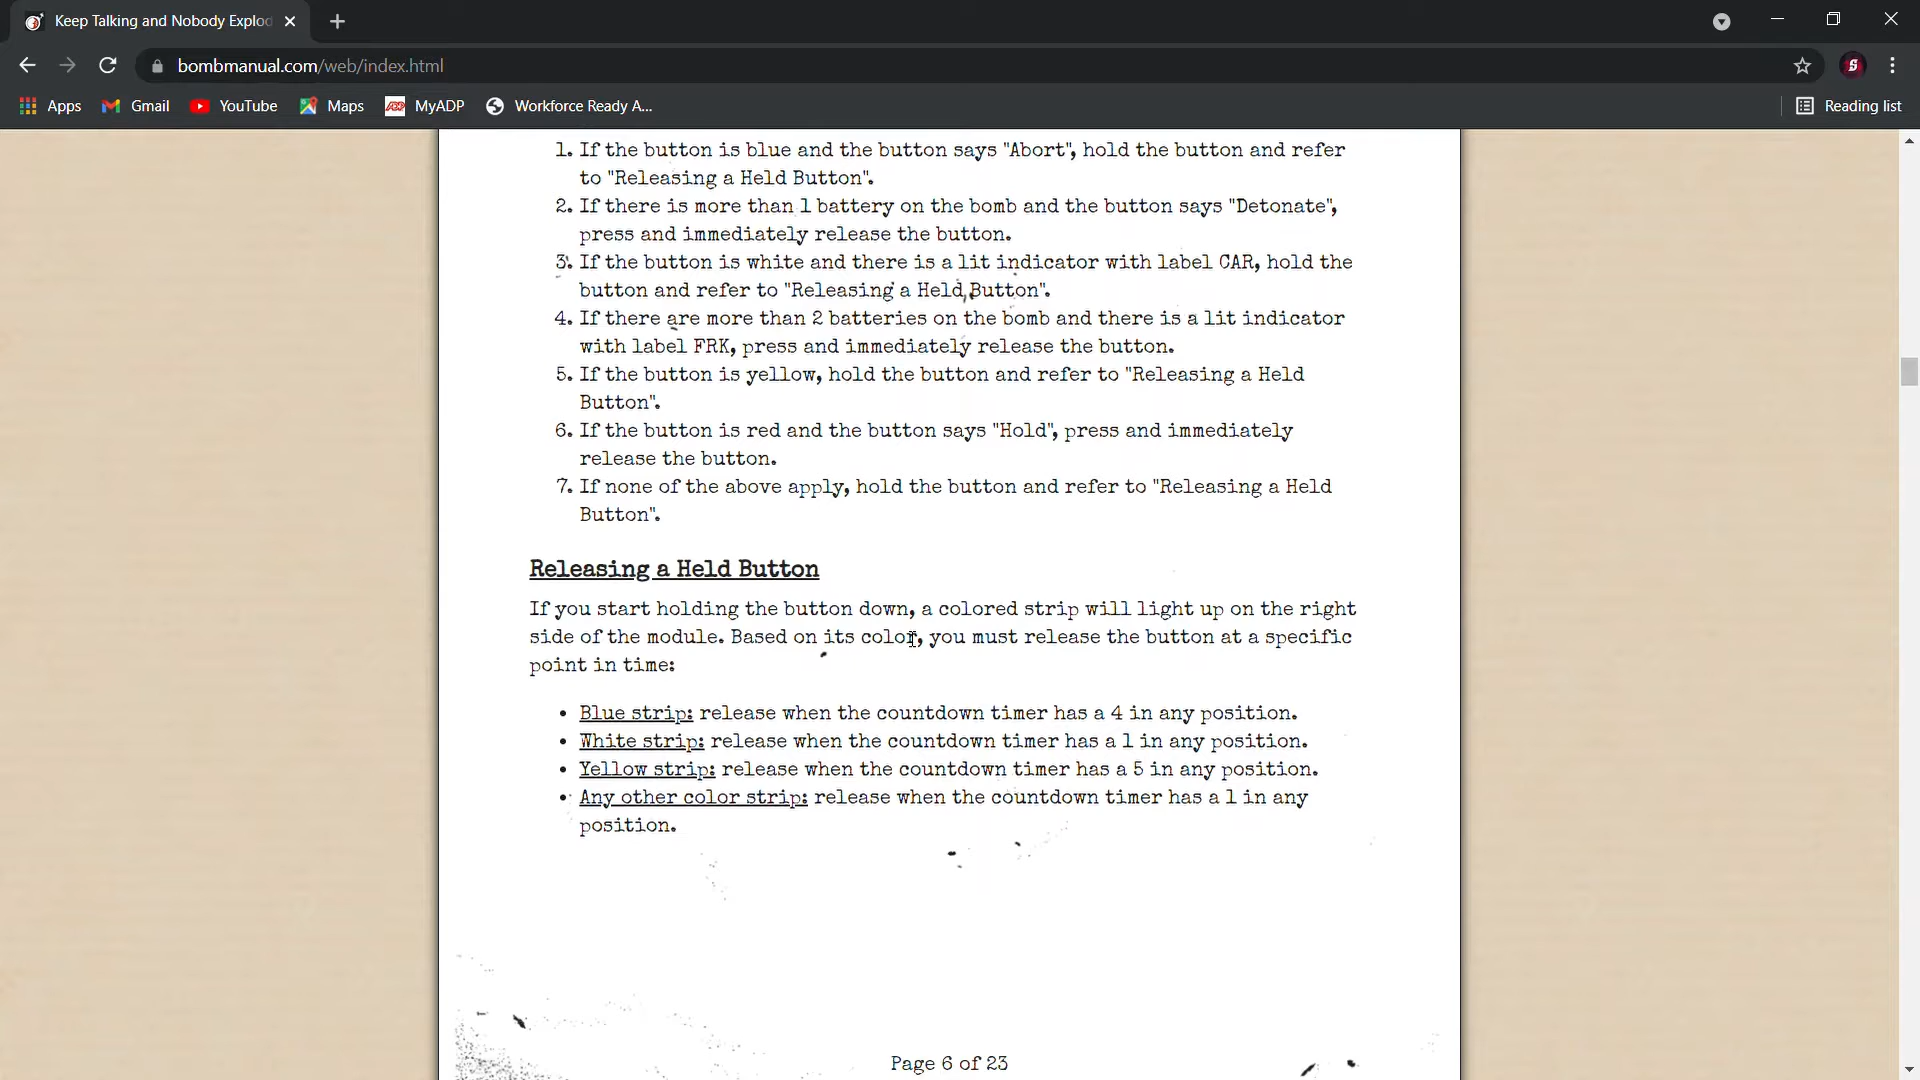 Keep Talking and Nobody Explod
bombmanual.com/web/index.html
Apps Gmail YouTube Maps MyADP Workforce Ready A... Reading list
1. If the button is blue and the button says "Abort", hold the button and refer
to "Releasing a Held Button".
2. If there is more than 1 battery on the bomb and the button says "Detonate",
press and immediately release the button.
3. If the button is white and there is a lit indicator with label CAR, hold the
button and refer to "Releasing a Held Button".
4. If there are more than 2 batteries on the bomb and there is a lit indicator
with label FRK, press and immediately release the button.
5. If the button is yellow, hold the button and refer to "Releasing a Held
Button".
6. If the button is red and the button says "Hold", press and immediately
release the button.
7. If none of the above apply, hold the button and refer to "Releasing a Held
Button".
Releasing a Held Button
If you start holding the button down, a colored strip will light up on the right
side of the module. Based on its color, you must release the button at a specific
point in time:
• Blue strip: release when the countdown timer has a 4 in any position.
• White strip: release when the countdown timer has a 1 in any position.
• Yellow strip: release when the countdown timer has a 5 in any position.
• Any other color strip: release when the countdown timer has a 1 in any
position.
Page 6 of 23